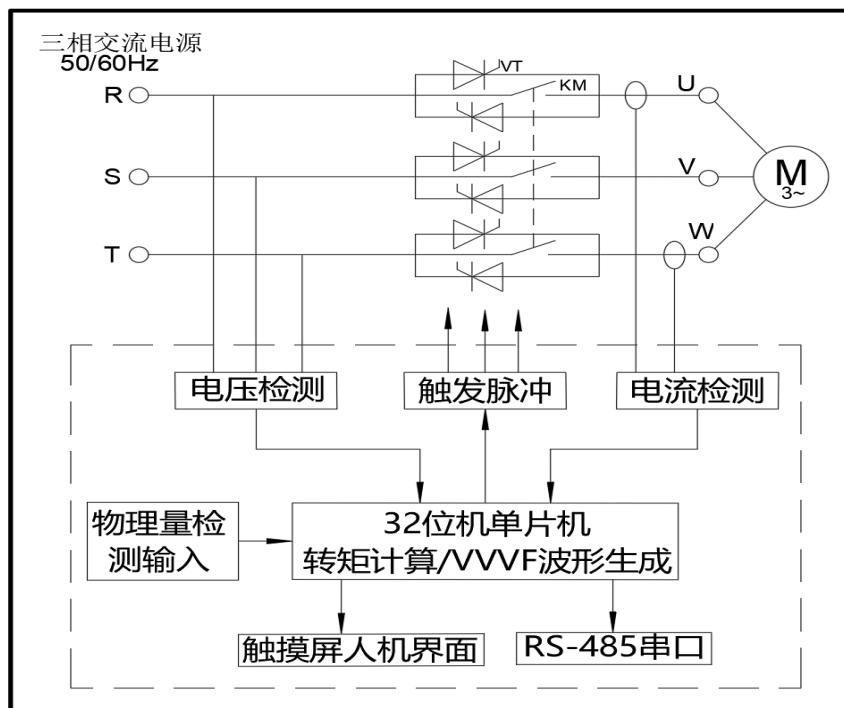 三相交流电源
50/60Hz
VT
KM
R
U
S
V
M
3~
T
W
电压检测
触发脉冲
电流检测
物理量检
测输入
32位机单片机
转矩计算/VVVF波形生成
触摸屏人机界面
RS-485串口